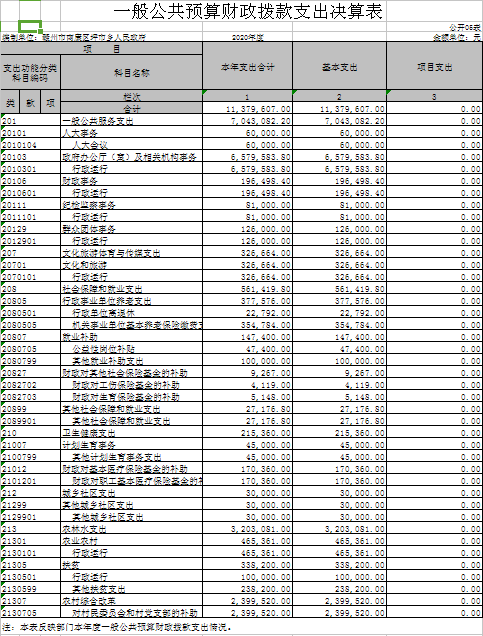 一般公共预算财政拨款支出决算表
公开05表
编制单位：赣州市南康区坪市乡人民政府 2020年度 金额单位：元
项 目 本年支出合计 基本支出 项目支出
支出功能分类科目编码 科目名称
类 款 项 栏次 1 2 3
合计 11,379,607.00 11,379,607.00 0.00
201 一般公共服务支出 7,043,082.20 7,043,082.20 0.00
20101 人大事务 60,000.00 60,000.00 0.00
2010104 人大会议 60,000.00 60,000.00 0.00
20103 政府办公厅（室）及相关机构事务 6,579,583.80 6,579,583.80 0.00
2010301 行政运行 6,579,583.80 6,579,583.80 0.00
20106 财政事务 196,498.40 196,498.40 0.00
2010601 行政运行 196,498.40 196,498.40 0.00
20111 纪检监察事务 81,000.00 81,000.00 0.00
2011101 行政运行 81,000.00 81,000.00 0.00
20129 群众团体事务 126,000.00 126,000.00 0.00
2012901 行政运行 126,000.00 126,000.00 0.00
207 文化旅游体育与传媒支出 326,664.00 326,664.00 0.00
20701 文化和旅游 326,664.00 326,664.00 0.00
2070101 行政运行 326,664.00 326,664.00 0.00
208 社会保障和就业支出 561,419.80 561,419.80 0.00
20805 行政事业单位养老支出 377,576.00 377,576.00 0.00
2080501 行政单位离退休 22,792.00 22,792.00 0.00
2080505 机关事业单位基本养老保险缴费支 354,784.00 354,784.00 0.00
20807 就业补助 147,400.00 147,400.00 0.00
2080705 公益性岗位补贴 47,400.00 47,400.00 0.00
2080799 其他就业补助支出 100,000.00 100,000.00 0.00
20827 财政对其他社会保险基金的补助 9,267.00 9,267.00 0.00
2082702 财政对工伤保险基金的补助 4,119.00 4,119.00 0.00
2082703 财政对生育保险基金的补助 5,148.00 5,148.00 0.00
20899 其他社会保障和就业支出 27,176.80 27,176.80 0.00
2089901 其他社会保障和就业支出 27,176.80 27,176.80 0.00
210 卫生健康支出 215,360.00 215,360.00 0.00
21007 计划生育事务 45,000.00 45,000.00 0.00
2100799 其他计划生育事务支出 45,000.00 45,000.00 0.00
21012 财政对基本医疗保险基金的补助 170,360.00 170,360.00 0.00
2101201 财政对职工基本医疗保险基金的补 170,360.00 170,360.00 0.00
212 城乡社区支出 30,000.00 30,000.00 0.00
21299 其他城乡社区支出 30,000.00 30,000.00 0.00
2129901 其他城乡社区支出 30,000.00 30,000.00 0.00
213 农林水支出 3,203,081.00 3,203,081.00 0.00
21301 农业农村 465,361.00 465,361.00 0.00
2130101 行政运行 465,361.00 465,361.00 0.00
21305 扶贫 338,200.00 338,200.00 0.00
2130501 行政运行 100,000.00 100,000.00 0.00
2130599 其他扶贫支出 238,200.00 238,200.00 0.00
21307 农村综合改革 2,399,520.00 2,399,520.00 0.00
2130705 对村民委员会和村党支部的补助 2,399,520.00 2,399,520.00 0.00
注：本表反映部门本年度一般公共预算财政拨款支出情况。